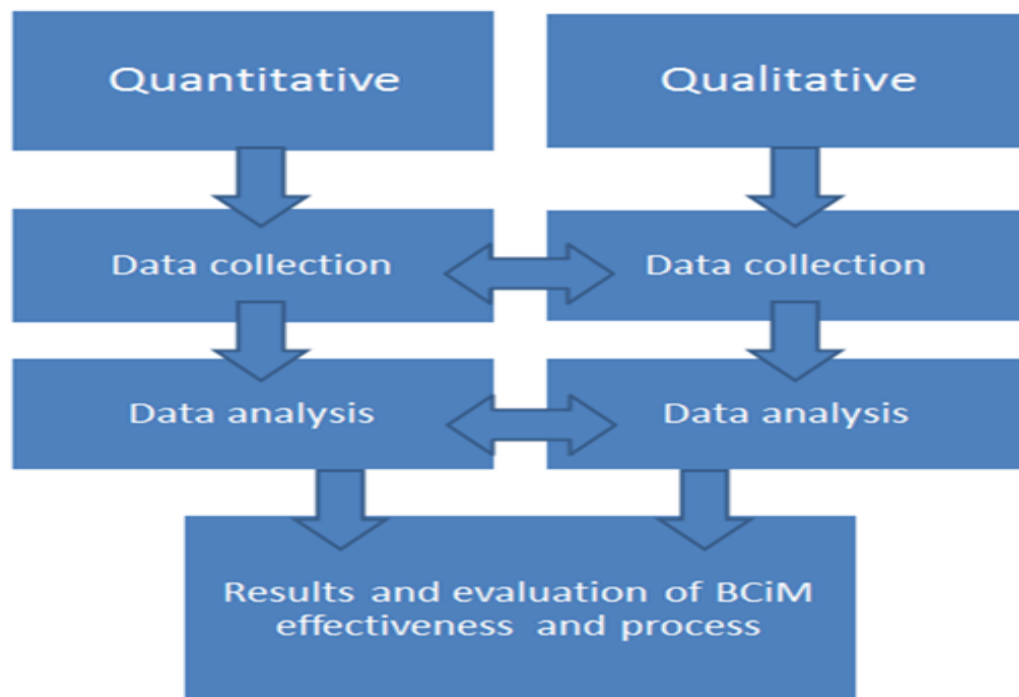 Quantitative
Qualitative
Data collection
Data collection
Data analysis
Data analysis
Results and evaluation of BCiM
effectiveness and process